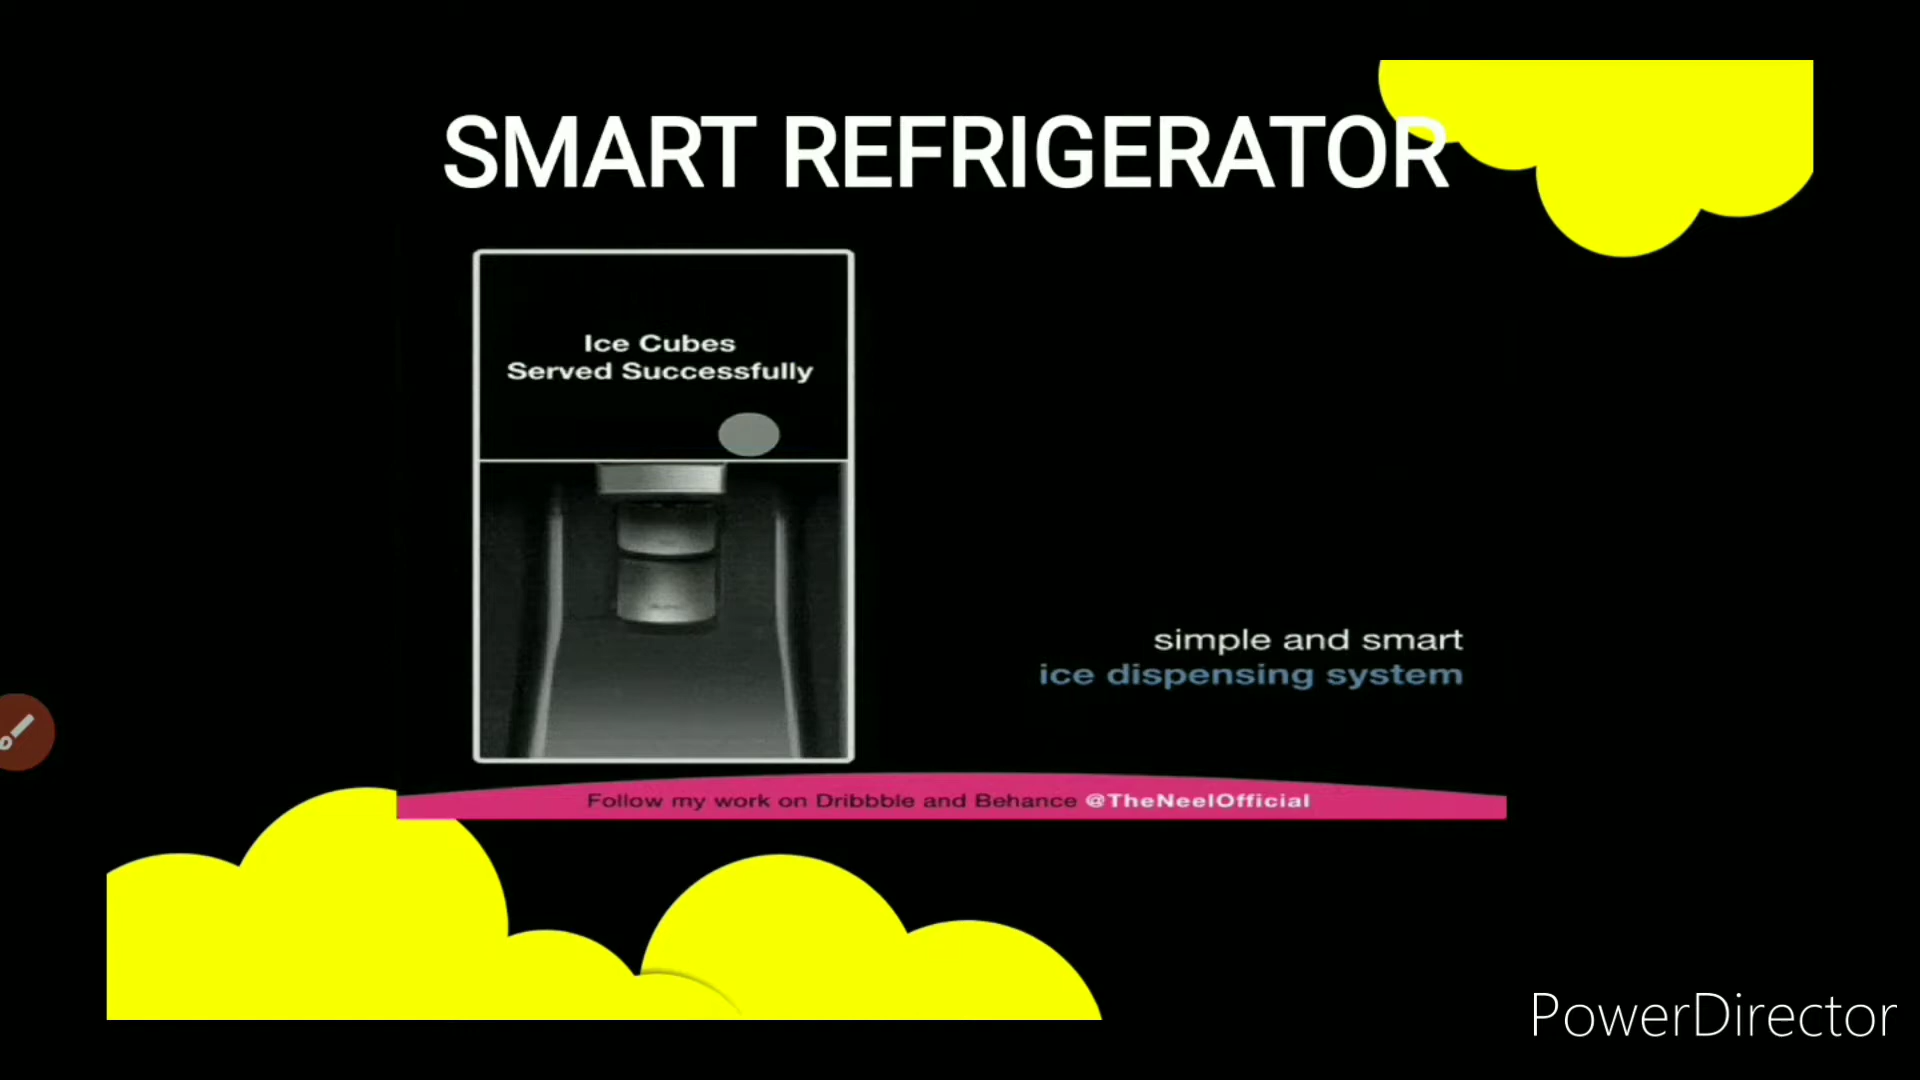 SMART REFRIGERATOR
Ice Cubes
Served Successfully
simple and smart
ice dispensing system
Follow my work on Dribbble and Behance @TheNeelOfficial
PowerDirector